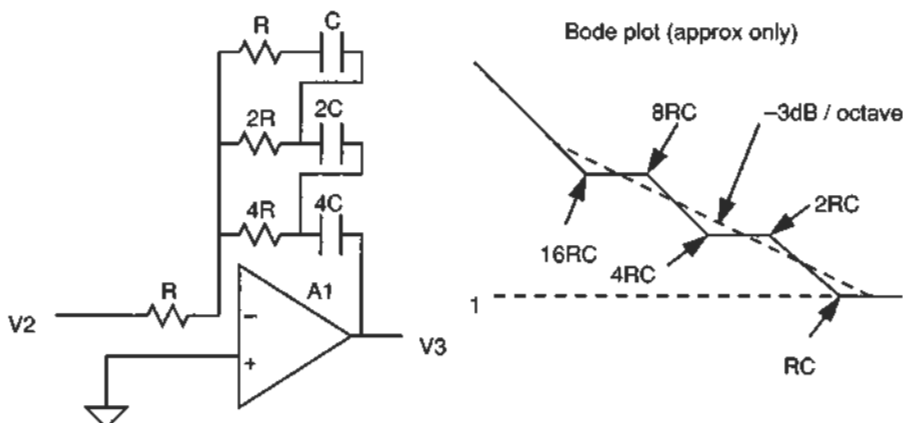 R
C
2R
2C
4R
4C
R
A1
V2
−
+
V3
Bode plot (approx only)
8RC
−3dB / octave
2RC
16RC
4RC
1
RC